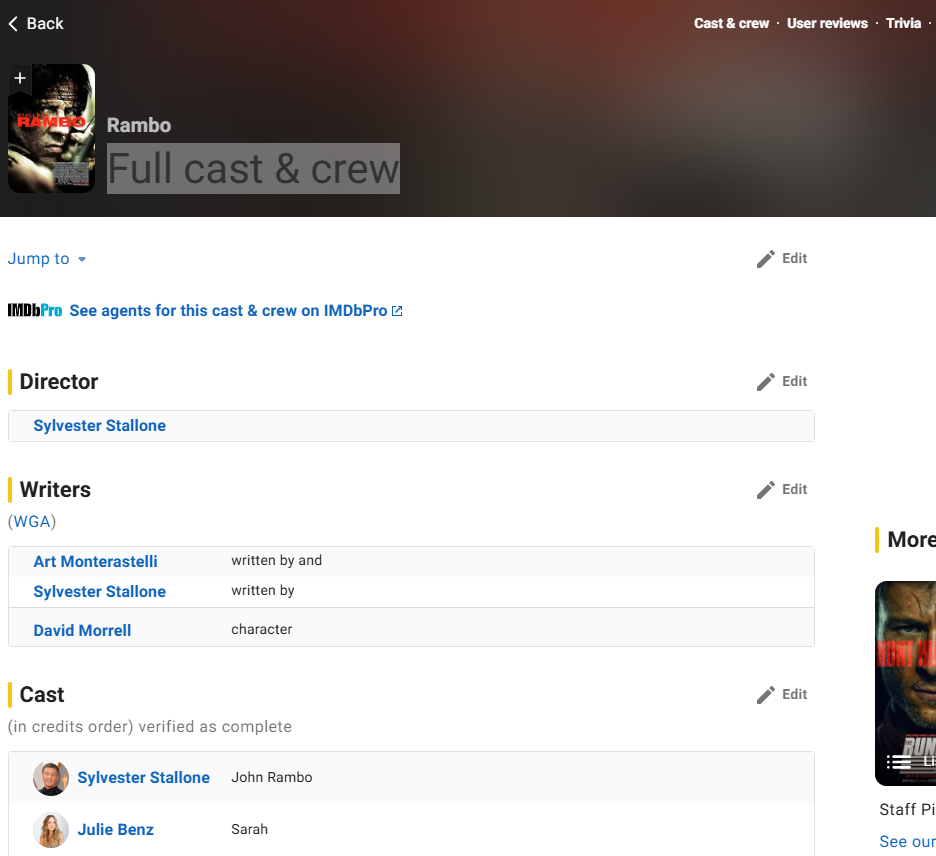 Back
Cast & crew · User reviews · Trivia ·
RAMBO
Rambo
Full cast & crew
Jump to
Edit
IMDbPro See agents for this cast & crew on IMDbPro
Director
Edit
Sylvester Stallone
Writers
Edit
(WGA)
Art Monterastelli written by and
Sylvester Stallone written by
David Morrell character
More
Cast
Edit
(in credits order) verified as complete
Sylvester Stallone John Rambo
Julie Benz Sarah
HUNT
RUN
Li
Staff Pi
See our